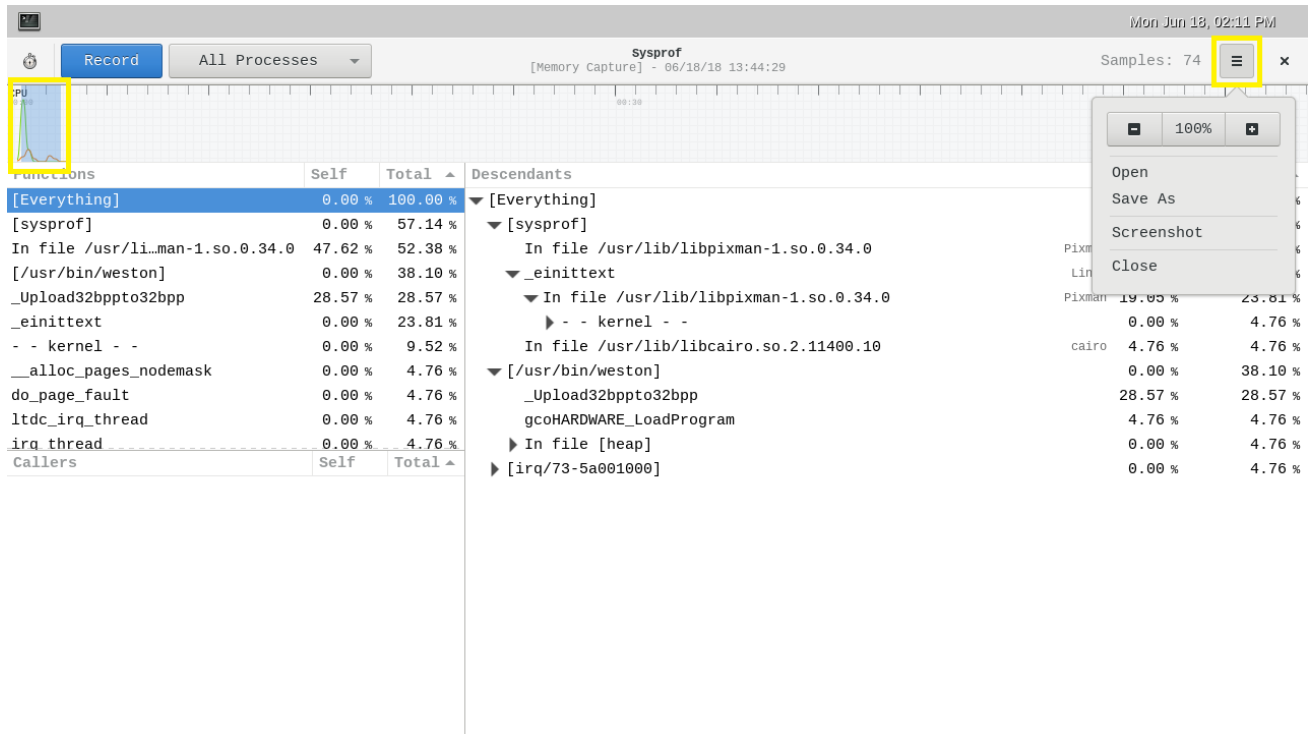 Mon Jun 18, 02:11 PM
Record All Processes Sysprof Samples: 74
[Memory Capture] - 06/18/18 13:44:29
CPU
00:30
100%
Open
Save As
Screenshot
Close
Functions Self Total Descendants
[Everything] 0.00 % 100.00 % [Everything]
[sysprof] 0.00 % 57.14 % [sysprof]
In file /usr/li…man-1.so.0.34.0 47.62 % 52.38 % In file /usr/lib/libpixman-1.so.0.34.0
[/usr/bin/weston] 0.00 % 38.10 % _einittext
_Upload32bppto32bpp 28.57 % 28.57 % In file /usr/lib/libpixman-1.so.0.34.0 Pixman 19.05 % 23.81 %
_einittext 0.00 % 23.81 % - - kernel - - 0.00 % 4.76 %
- - kernel - - 0.00 % 9.52 % In file /usr/lib/libcairo.so.2.11400.10 cairo 4.76 % 4.76 %
__alloc_pages_nodemask 0.00 % 4.76 % [/usr/bin/weston] 0.00 % 38.10 %
do_page_fault 0.00 % 4.76 % _Upload32bppto32bpp 28.57 % 28.57 %
ltdc_irq_thread 0.00 % 4.76 % gcoHARDWARE_LoadProgram 4.76 % 4.76 %
irq_thread 0.00 % 4.76 % In file [heap] 0.00 % 4.76 %
Callers Self Total [irq/73-5a001000] 0.00 % 4.76 %